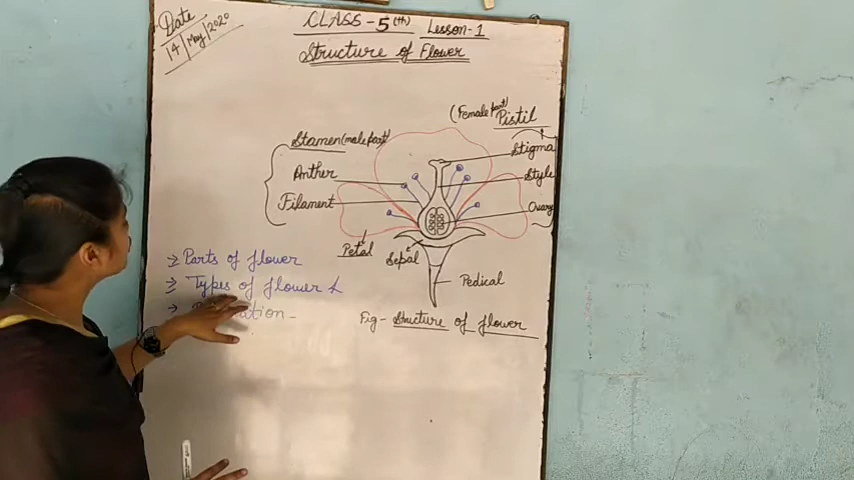 Date
14 | May | 2020
CLASS - 5 (th) Lesson - 1
Structure of Flower
(Female part)
Pistil
Stamen (male part)
Stigma
Anther
Style
Filament
Ovary
Petal
Sepal
Parts of flower
Types of flower &
Pedical
Fig - Structure of flower